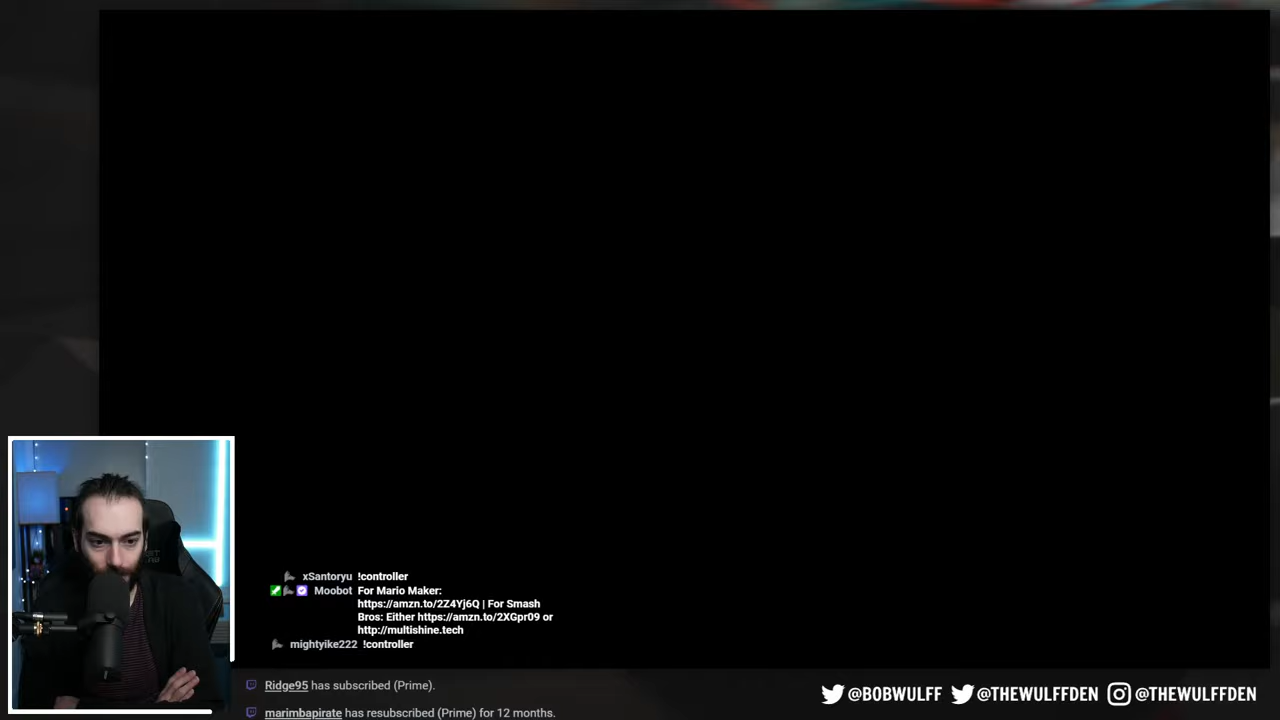 xSantoryu !controller
Moobot For Mario Maker:
https://amzn.to/2Z4Yj6Q | For Smash
Bros: Either https://amzn.to/2XGpr09 or
http://multishine.tech
mightyike222 !controller
Ridge95 has subscribed (Prime).
marimbapirate has resubscribed (Prime) for 12 months.
@BOBWULFF @THEWULFFDEN @THEWULFFDEN